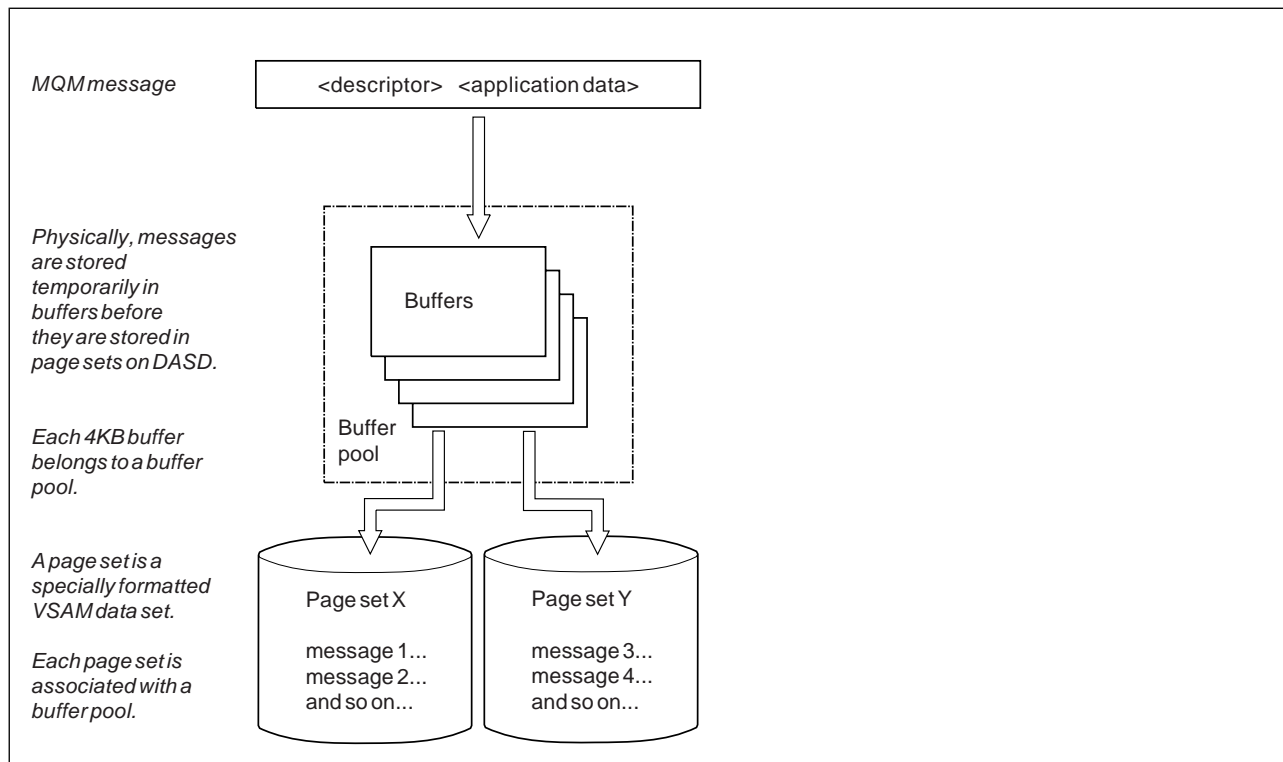 MQM message
<descriptor> <application data>
Physically, messages
are stored
temporarily in
buffers before
they are stored in
page sets on DASD.
Buffers
Buffer
pool
Each 4KB buffer
belongs to a buffer
pool.
A page set is a
specially formatted
VSAM data set.
Each page set is
associated with a
buffer pool.
Page set X
message 1...
message 2...
and so on...
Page set Y
message 3...
message 4...
and so on...